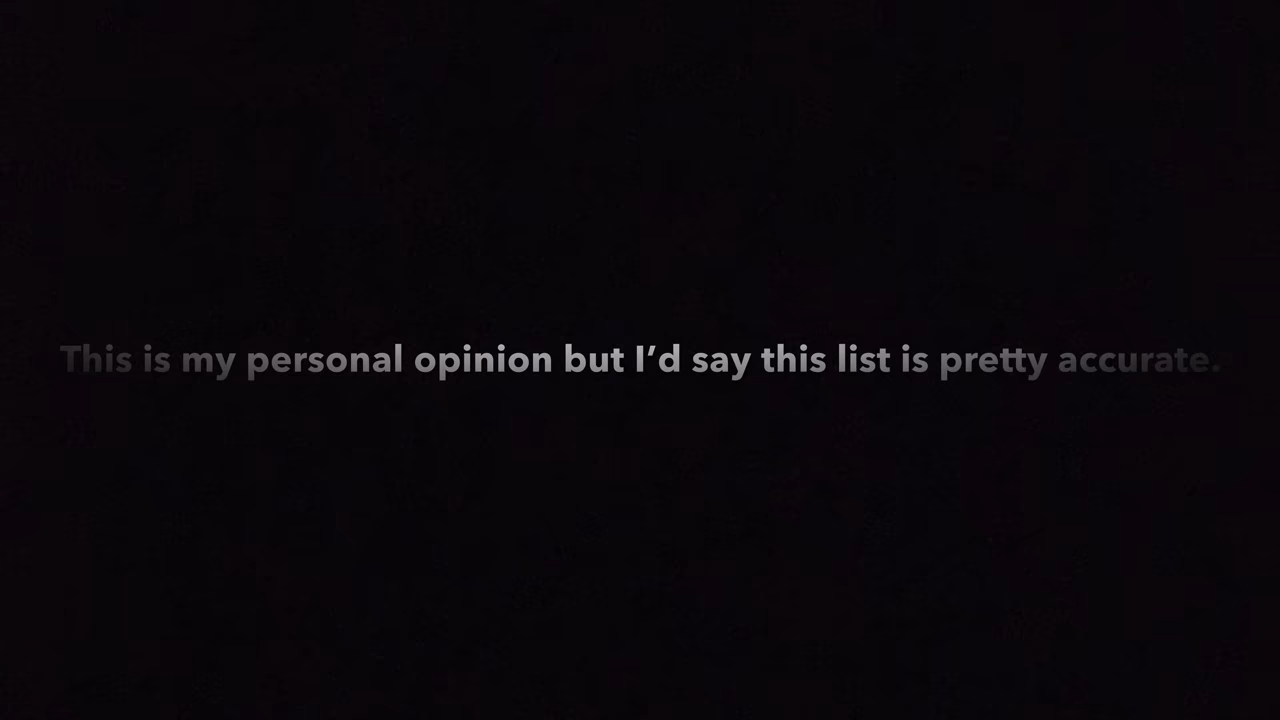 This is my personal opinion but I’d say this list is pretty accurate.